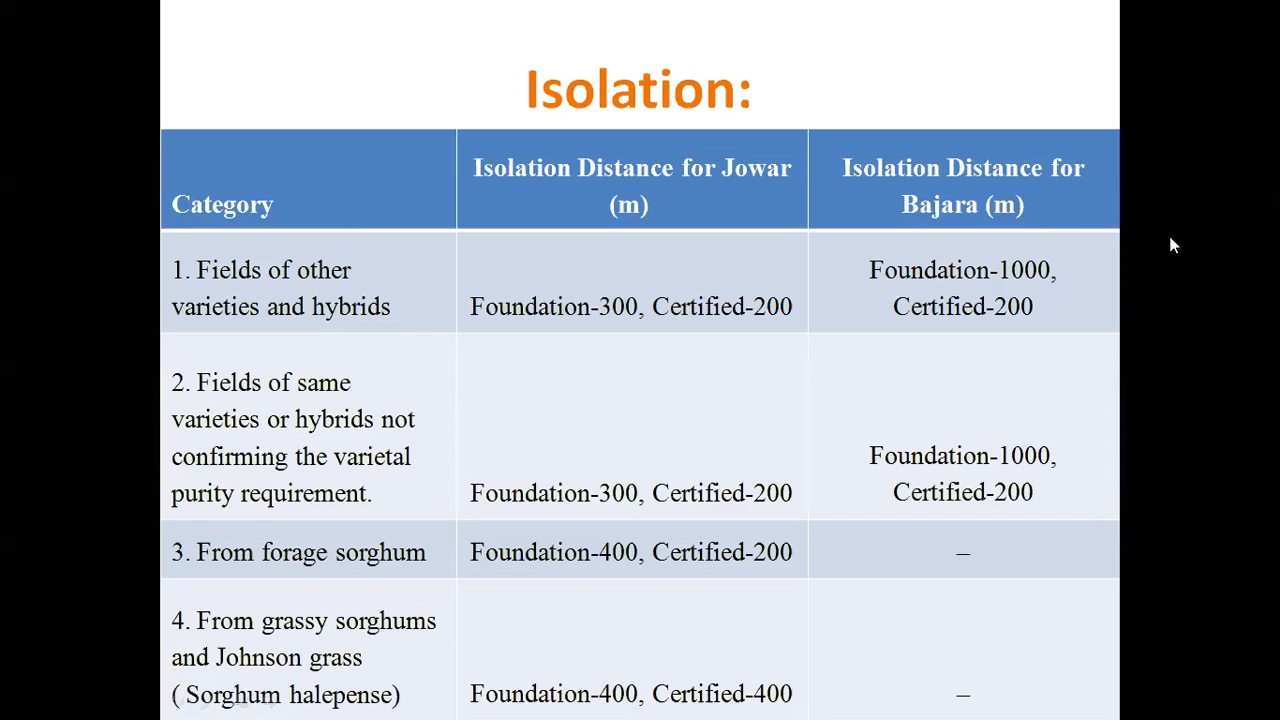 Isolation:
Category
Isolation Distance for Jowar
(m)
Isolation Distance for
Bajara (m)
1. Fields of other
varieties and hybrids
Foundation-300, Certified-200
Foundation-1000,
Certified-200
2. Fields of same
varieties or hybrids not
confirming the varietal
purity requirement.
Foundation-300, Certified-200
Foundation-1000,
Certified-200
3. From forage sorghum
Foundation-400, Certified-200
–
4. From grassy sorghums
and Johnson grass
( Sorghum halepense)
Foundation-400, Certified-400
–